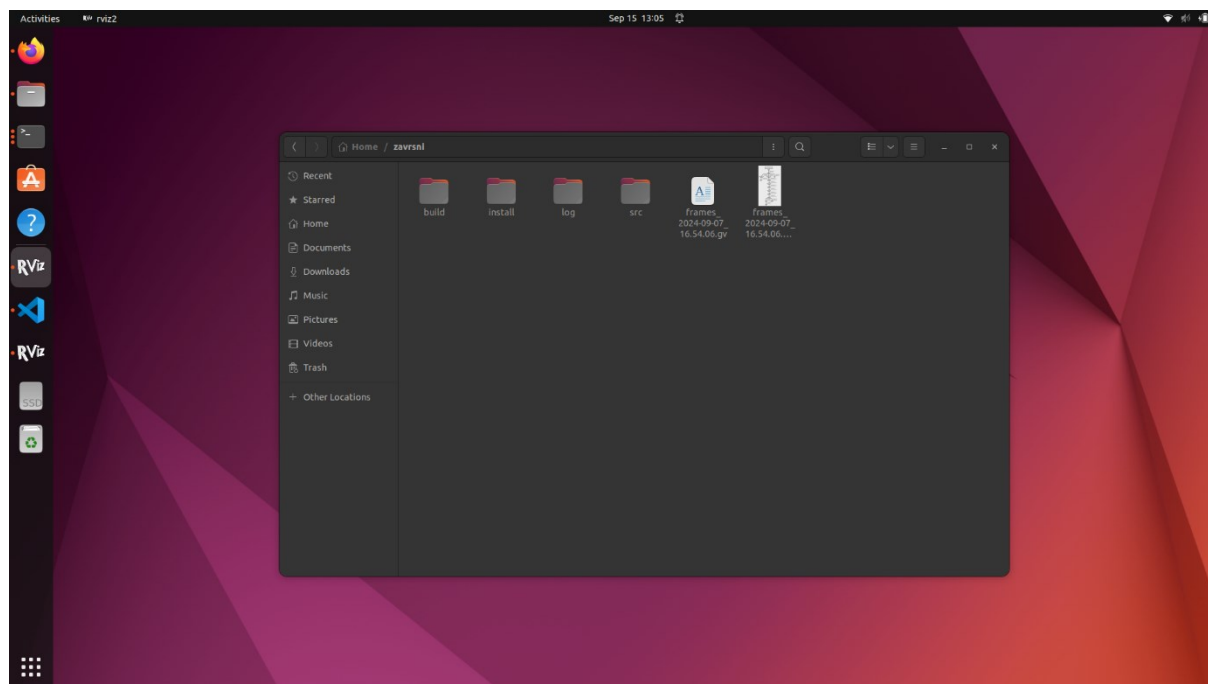 Activities rviz2 Sep 15 13:05
Home / zavrsni
Recent
Starred
Home
Documents
Downloads
Music
Pictures
Videos
Trash
+ Other Locations
build install log src
frames_
2024-09-07_
16.54.06.gv
frames_
2024-09-07_
16.54.06....
RViz
RViz
SSD